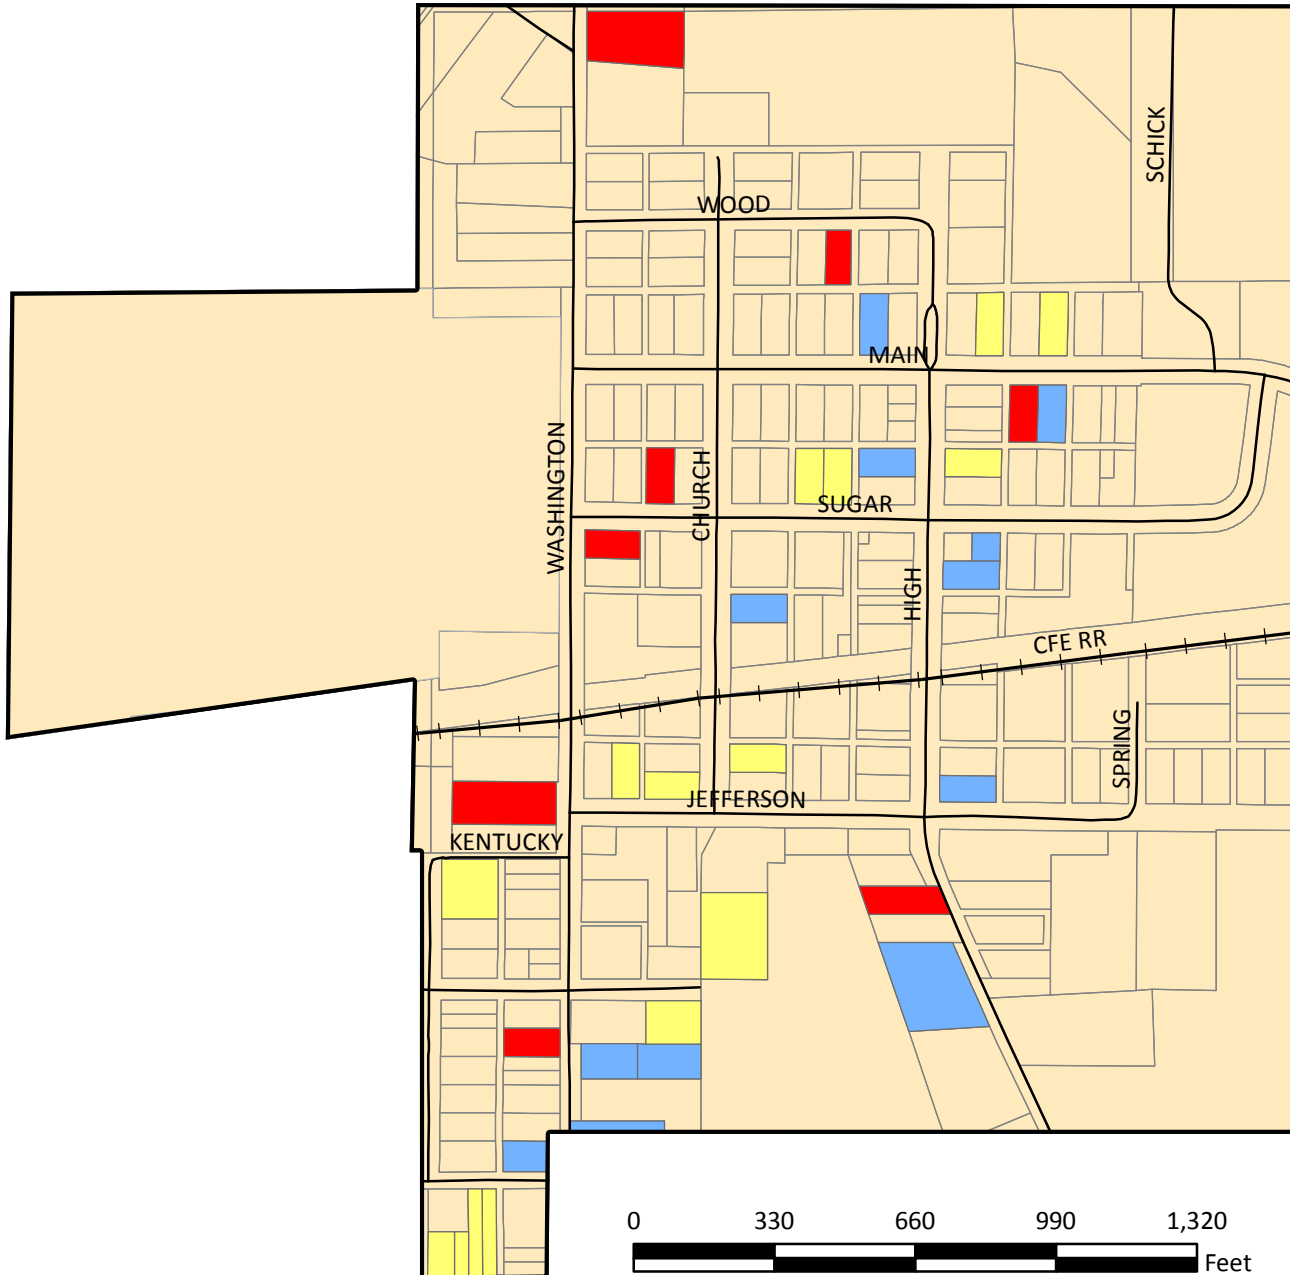 SCHICK
WOOD
MAIN
WASHINGTON
CHURCH
SUGAR
HIGH
CFE RR
SPRING
JEFFERSON
KENTUCKY
0 330 660 990 1,320
Feet